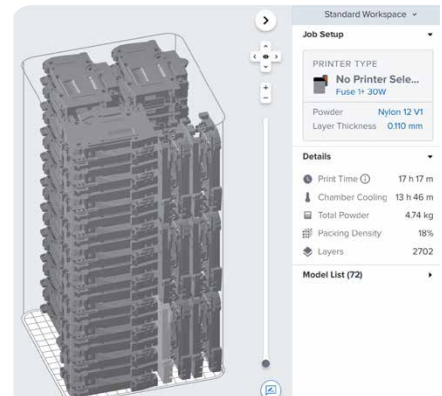 Standard Workspace
Job Setup
PRINTER TYPE
No Printer Sele...
Fuse 1+ 30W
Powder Nylon 12 V1
Layer Thickness 0.110 mm
Details
Print Time 17 h 17 m
Chamber Cooling 13 h 46 m
Total Powder 4.74 kg
Packing Density 18%
Layers 2702
Model List (72)